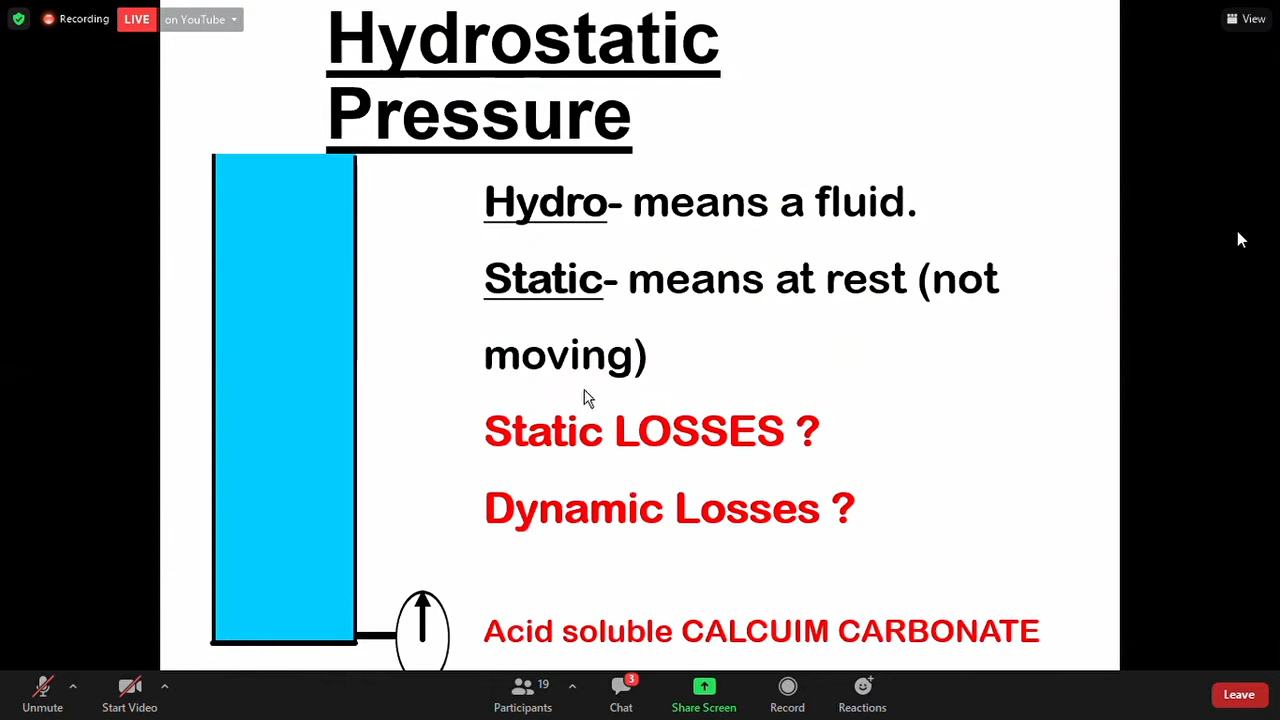 Recording LIVE on YouTube View
Hydrostatic
Pressure
Hydro- means a fluid.
Static- means at rest (not
moving)
Static LOSSES ?
Dynamic Losses ?
Acid soluble CALCUIM CARBONATE
19 3
Unmute Start Video Participants Chat Share Screen Record Reactions Leave